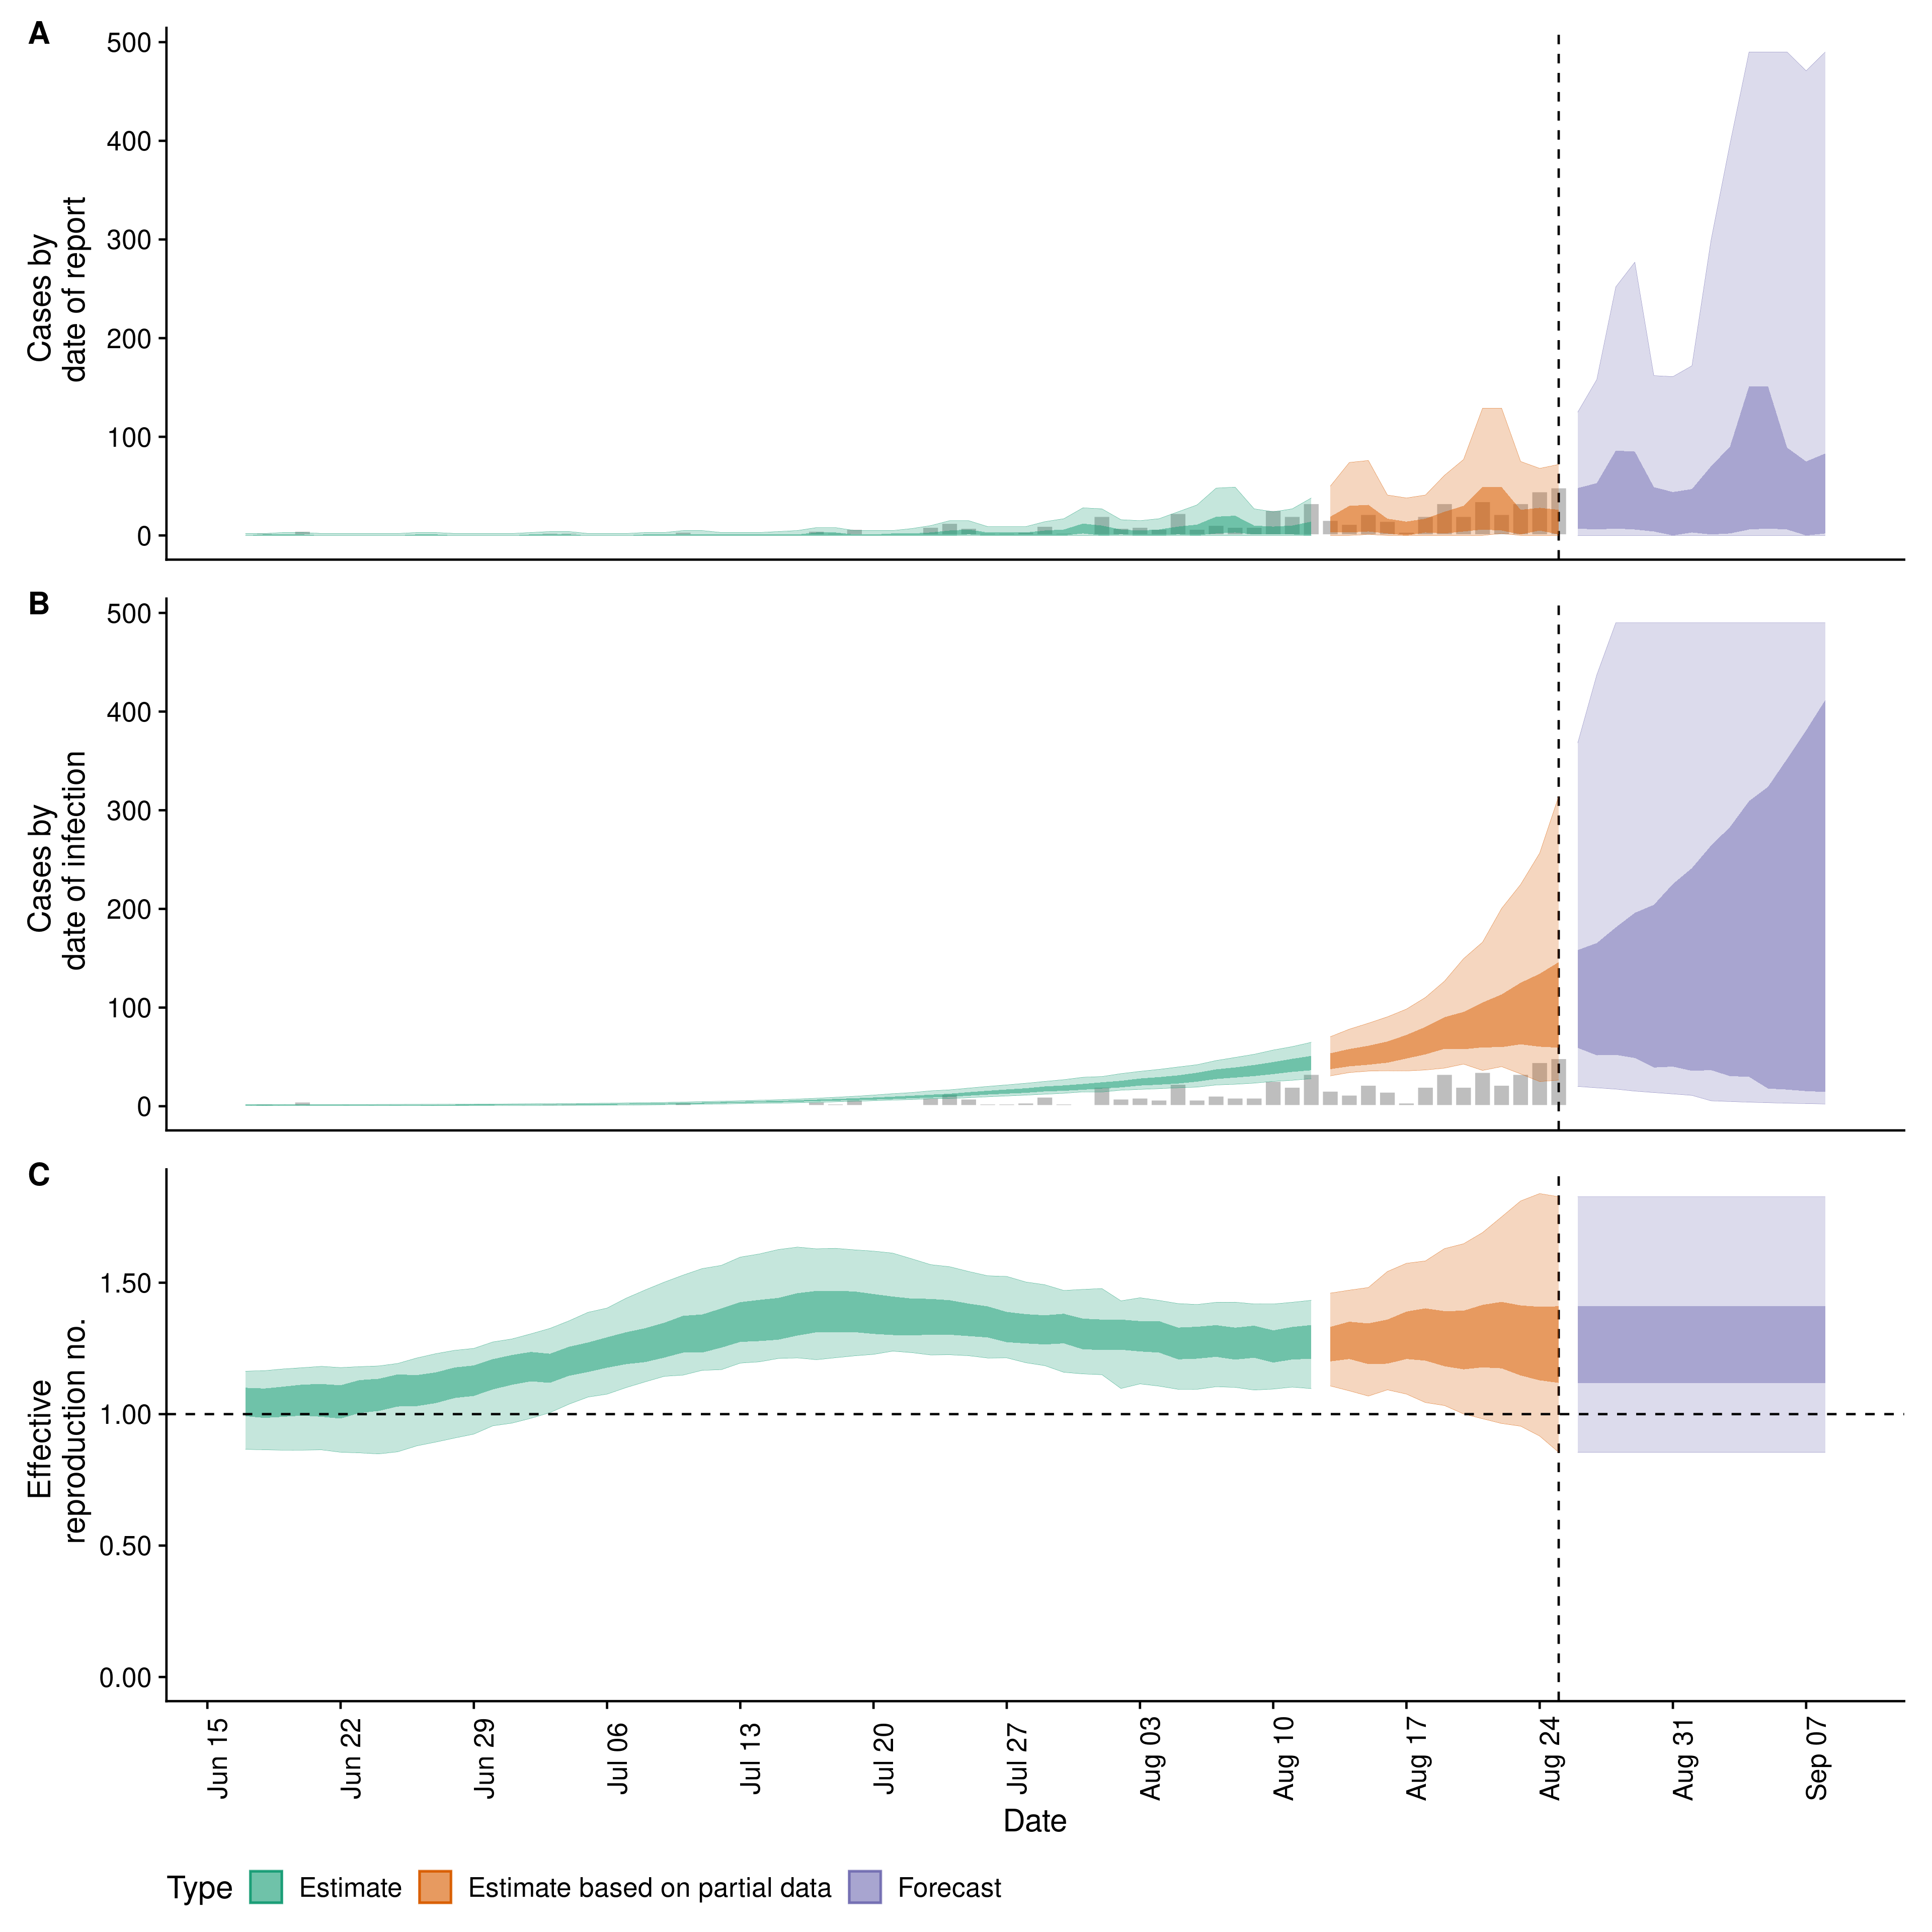 A
500
400
300
200
100
0
Cases by
date of report
B
500
400
300
200
100
0
Cases by
date of infection
C
1.50
1.00
0.50
0.00
Effective
reproduction no.
Jun 15
Jun 22
Jun 29
Jul 06
Jul 13
Jul 20
Jul 27
Aug 03
Aug 10
Aug 17
Aug 24
Aug 31
Sep 07
Date
Type Estimate Estimate based on partial data Forecast